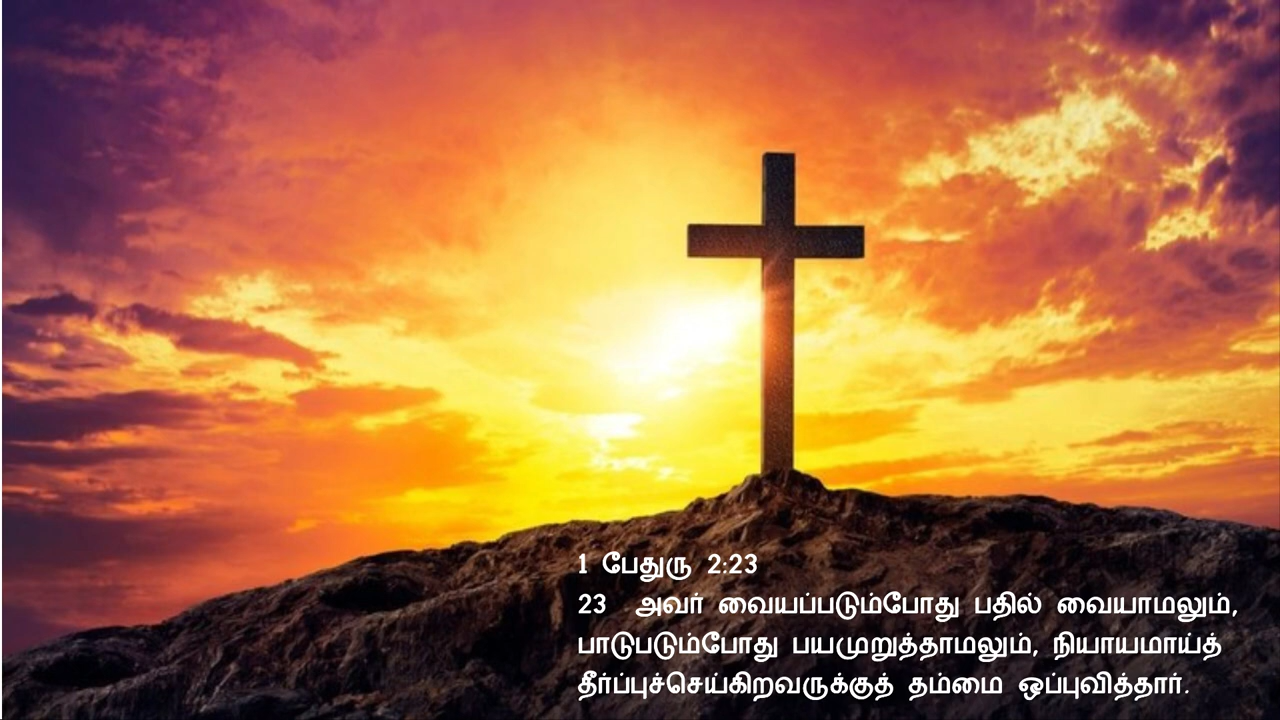 1 பேதுரு 2:23
23 அவர் வையப்படும்போது பதில் வையாமலும்,
பாடுபடும்போது பயமுறுத்தாமலும், நியாயமாய்த்
தீர்ப்புச்செய்கிறவருக்குத் தம்மை ஒப்புவித்தார்.